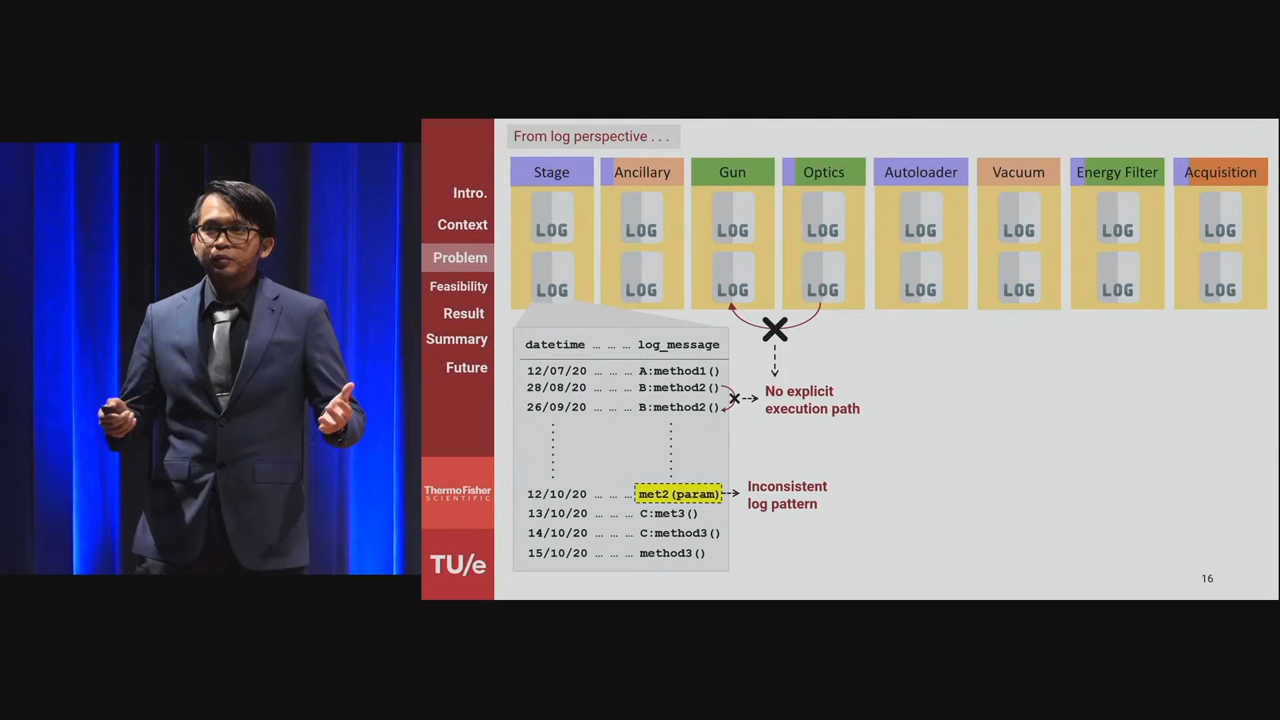 From log perspective . . .
Stage Ancillary Gun Optics Autoloader Vacuum Energy Filter Acquisition
LOG LOG LOG LOG LOG LOG LOG LOG
LOG LOG LOG LOG LOG LOG LOG LOG
Intro.
Context
Problem
Feasibility
Result
Summary
Future
ThermoFisher
SCIENTIFIC
TU/e
datetime … … … log_message
12/07/20 … … … A:method1()
28/08/20 … … … B:method2()
26/09/20 … … … B:method2()
12/10/20 … … … met2(param)
13/10/20 … … … C:met3()
14/10/20 … … … C:method3()
15/10/20 … … … method3()
No explicit
execution path
Inconsistent
log pattern
16